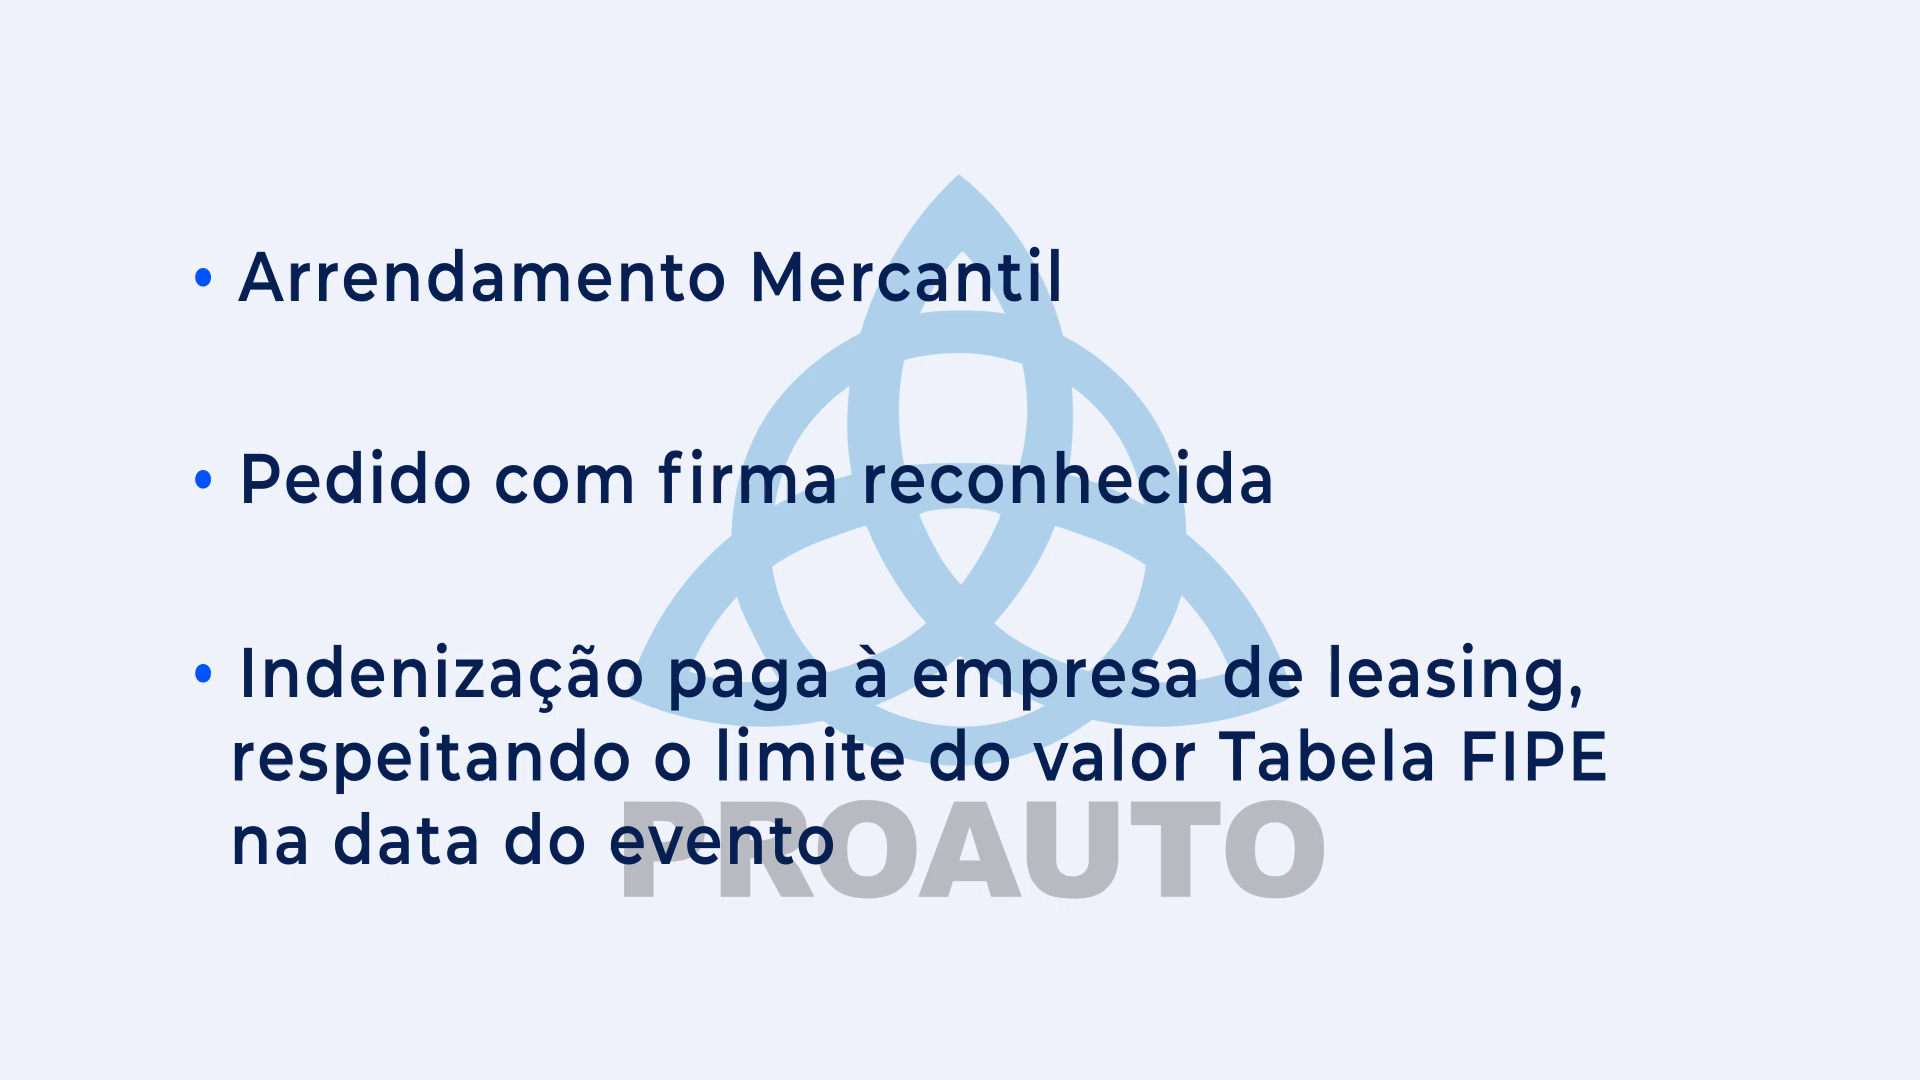 • Arrendamento Mercantil
• Pedido com firma reconhecida
• Indenização paga à empresa de leasing,
respeitando o limite do valor Tabela FIPE
na data do evento
PROAUTO